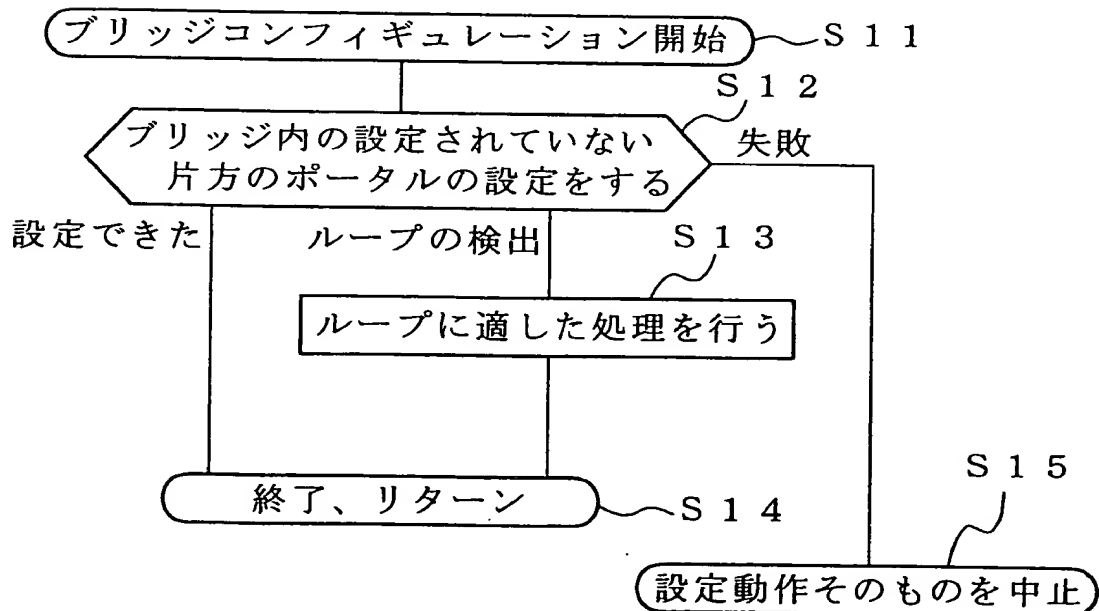 ブリッジコンフィギュレーション開始
S11
S12
ブリッジ内の設定されていない
片方のポータルの設定をする
失敗
設定できた
ループの検出
S13
ループに適した処理を行う
終了、リターン
S14
S15
設定動作そのものを中止